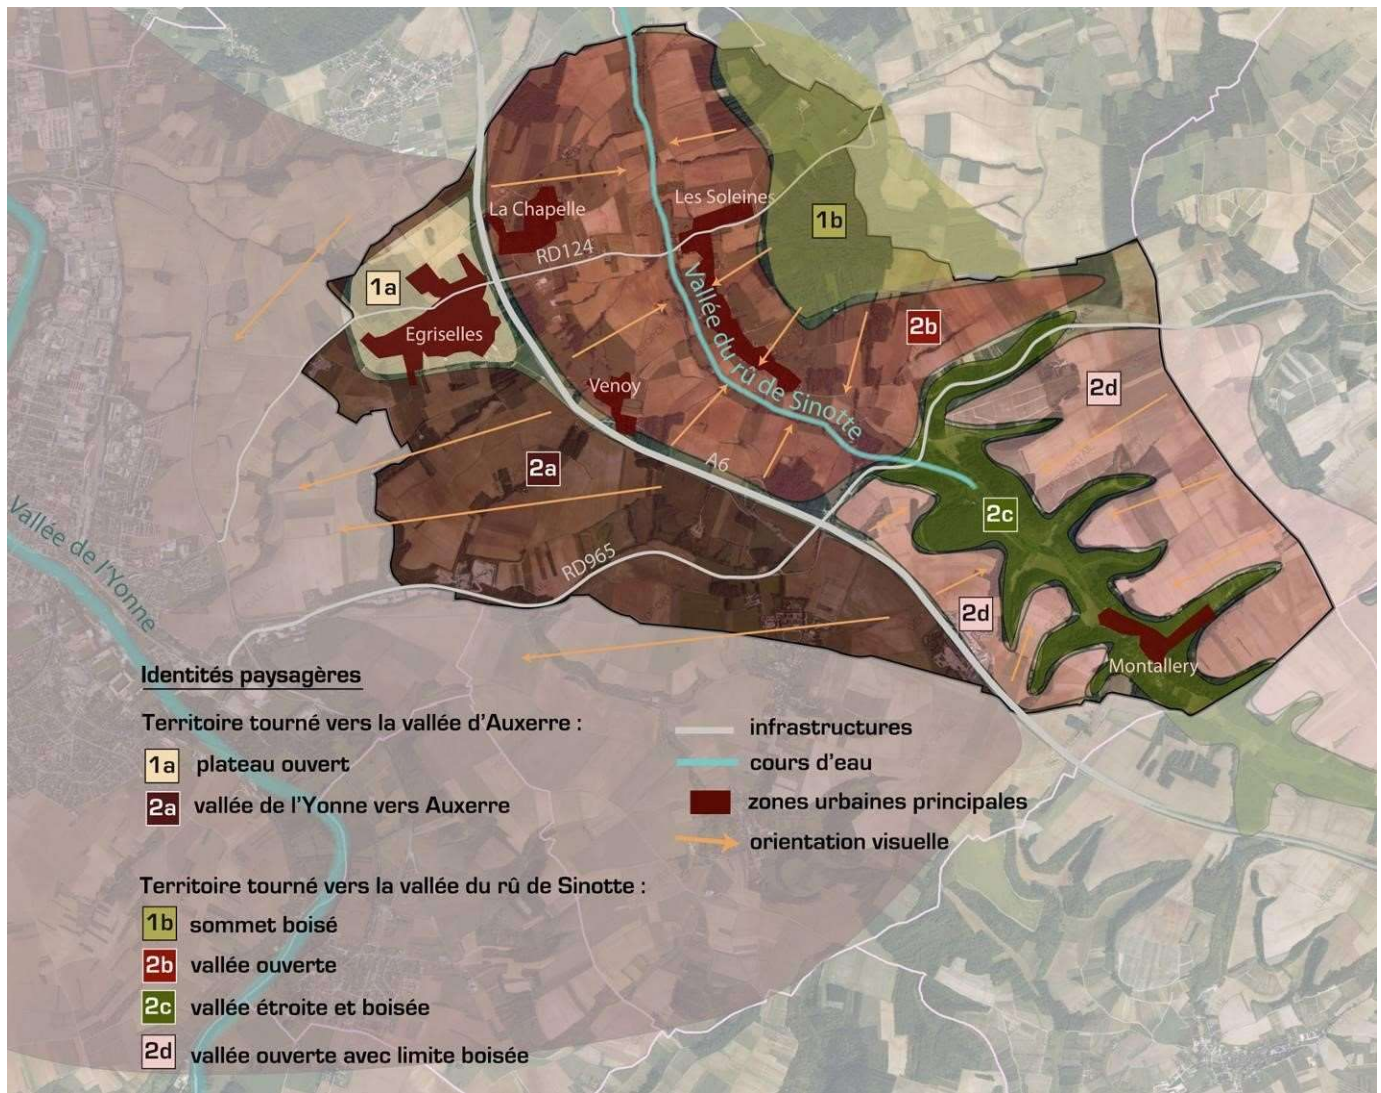 Les Soleines
La Chapelle
1b
RD124
1a
Egriselles
Vallée du rû de Sinotte
2b
Venoy
2d
A6
2a
2c
Vallée de l'Yonne
RD965
2d
Montallery
Identités paysagères
Territoire tourné vers la vallée d'Auxerre :
1a plateau ouvert
2a vallée de l'Yonne vers Auxerre
infrastructures
cours d'eau
zones urbaines principales
orientation visuelle
Territoire tourné vers la vallée du rû de Sinotte :
1b sommet boisé
2b vallée ouverte
2c vallée étroite et boisée
2d vallée ouverte avec limite boisée